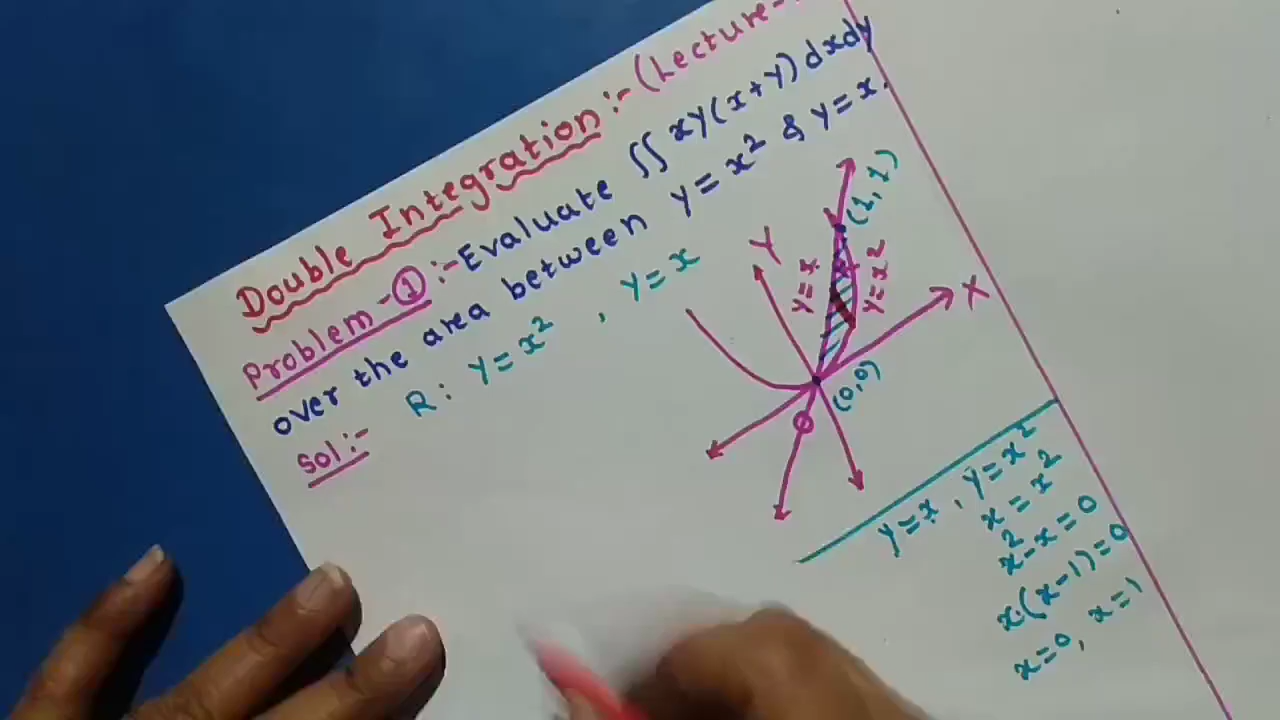 Double Integration :- (Lecture-
Problem-① :- Evaluate ∬ xy(x+y) dxdy
over the area between y = x² & y = x.
Sol:- R: y = x² , y = x
Y
(1,1)
y = x
y = x²
X
(0,0)
y = x , y = x²
x = x²
x² - x = 0
x.(x-1) = 0
x = 0, x = 1